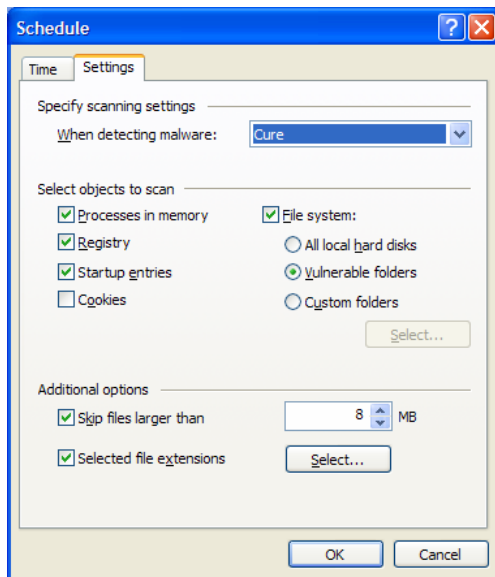 Schedule
Time Settings
Specify scanning settings
When detecting malware: Cure
Select objects to scan
Processes in memory File system:
Registry All local hard disks
Startup entries Vulnerable folders
Cookies Custom folders
Select...
Additional options
Skip files larger than 8 MB
Selected file extensions Select...
OK Cancel